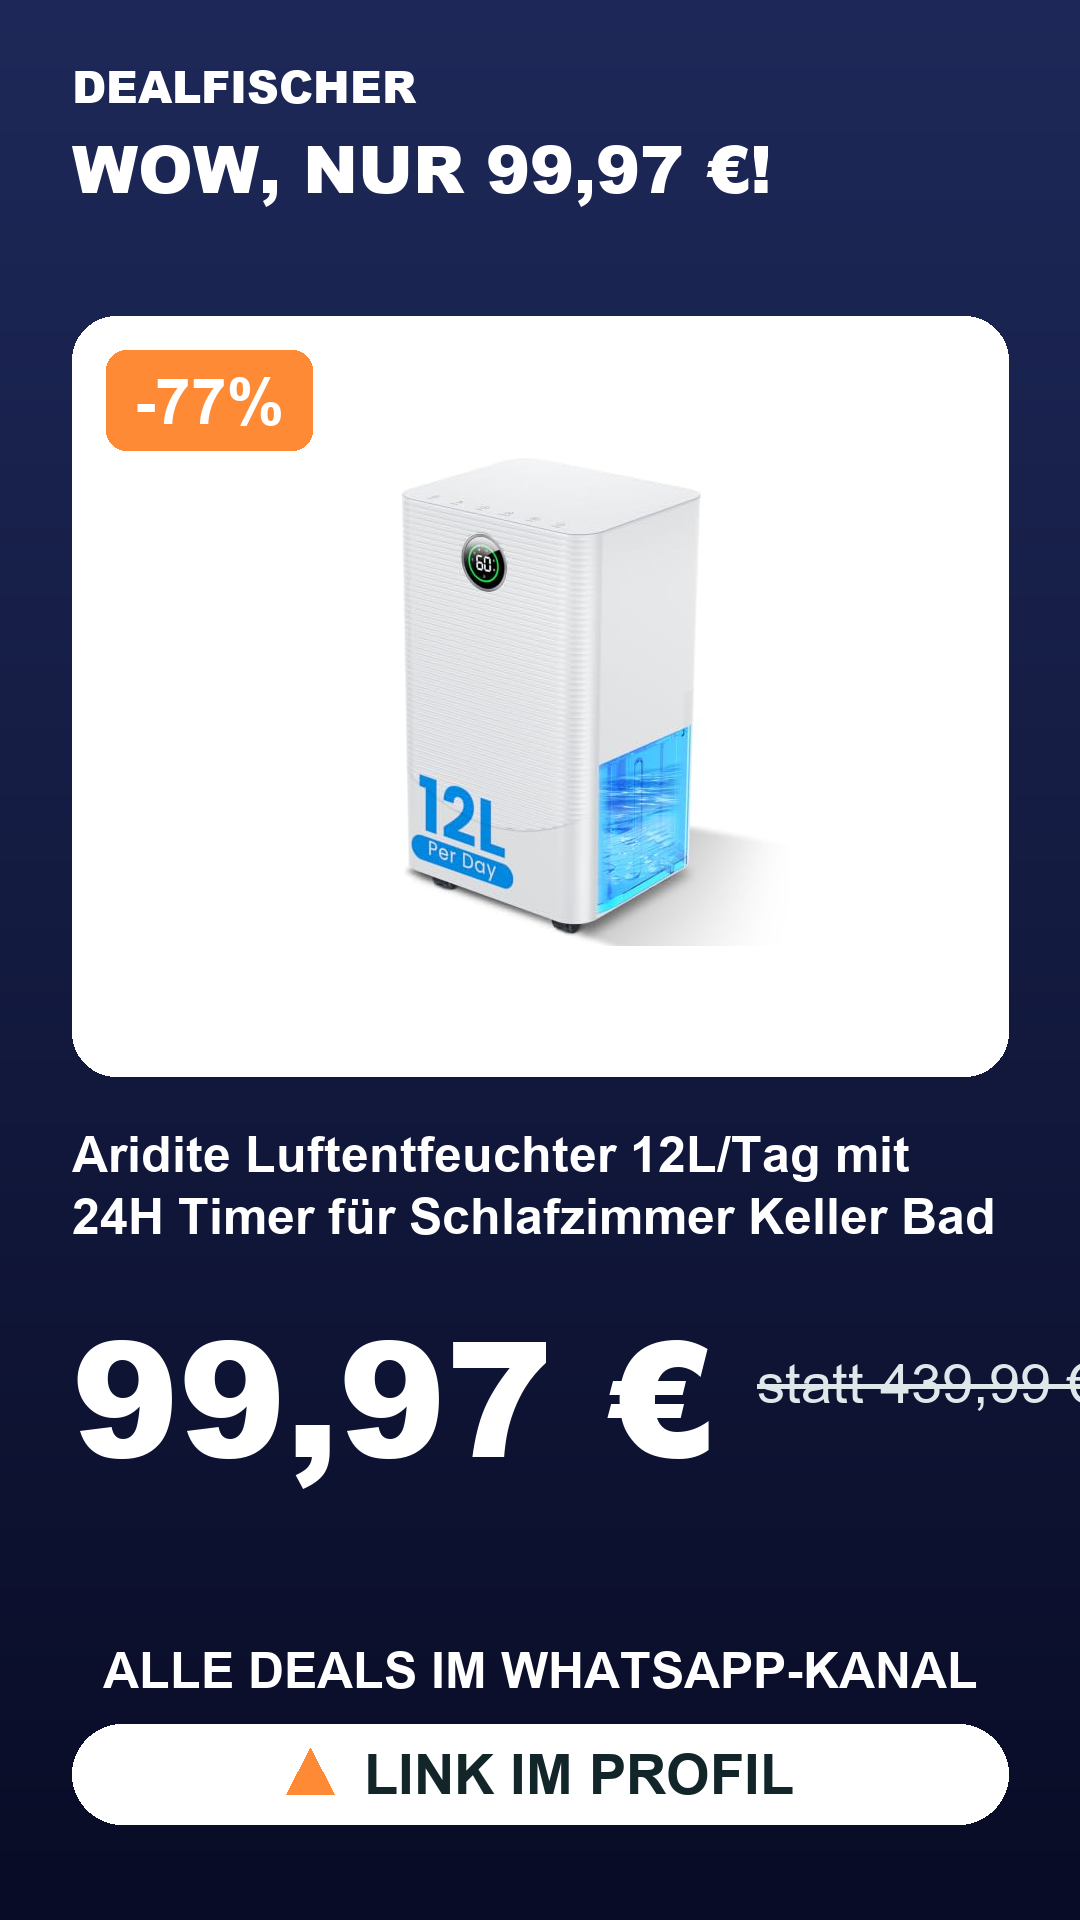 DEALFISCHER
WOW, NUR 99,97 €!
-77%
60
12L
Per Day
Aridite Luftentfeuchter 12L/Tag mit
24H Timer für Schlafzimmer Keller Bad
99,97 € statt 439,99 €
ALLE DEALS IM WHATSAPP-KANAL
LINK IM PROFIL